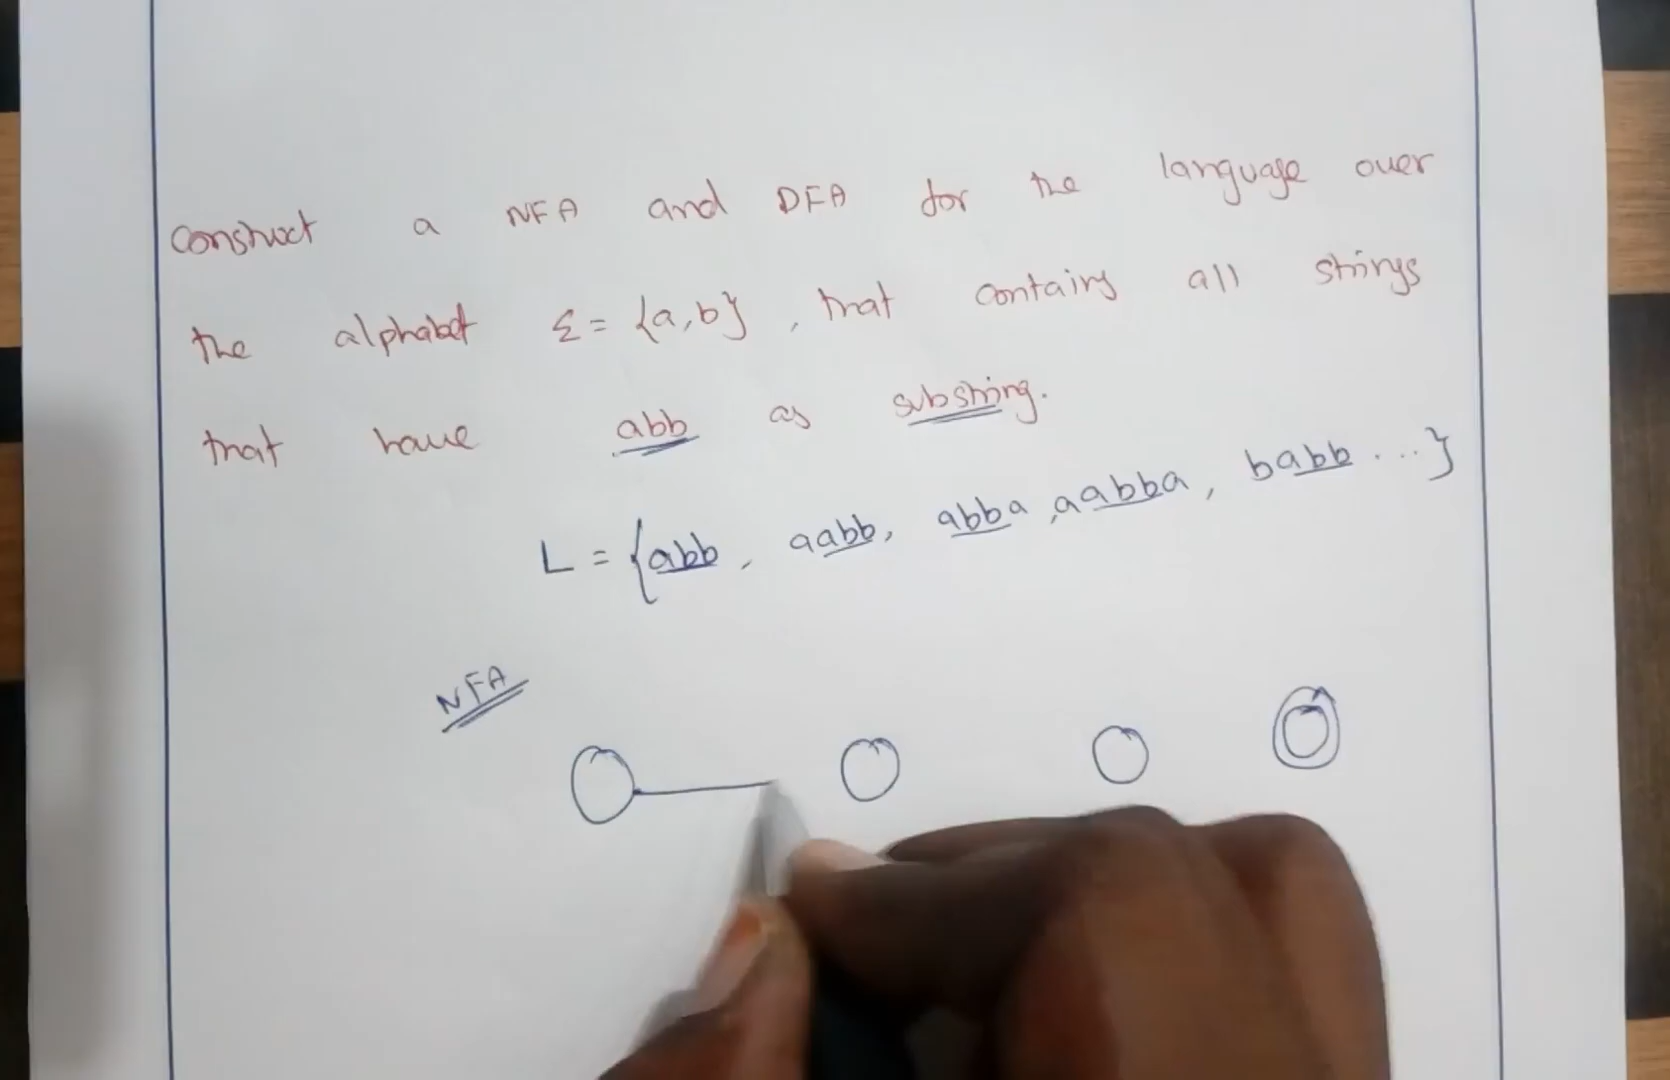 Construct a NFA and DFA for the language over
the alphabet Σ = {a,b} , that contains all strings
that have abb as substring.
L = {abb , aabb, abba ,aabba , babb ...}
NFA